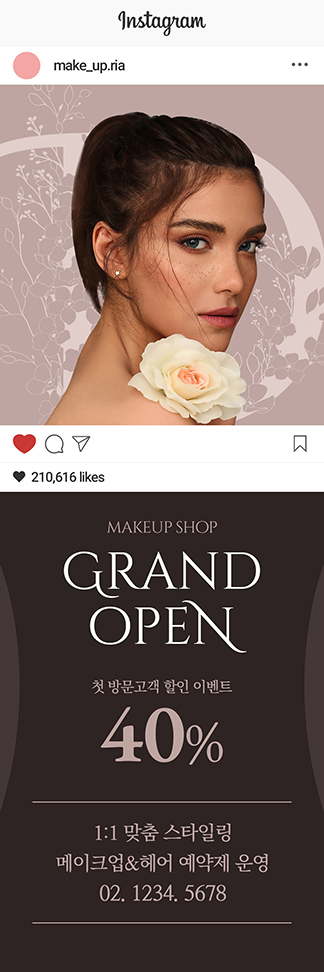 Instagram
make_up.ria
210,616 likes
MAKEUP SHOP
GRAND
OPEN
첫 방문고객 할인 이벤트
40%
1:1 맞춤 스타일링
메이크업&헤어 예약제 운영
02. 1234. 5678